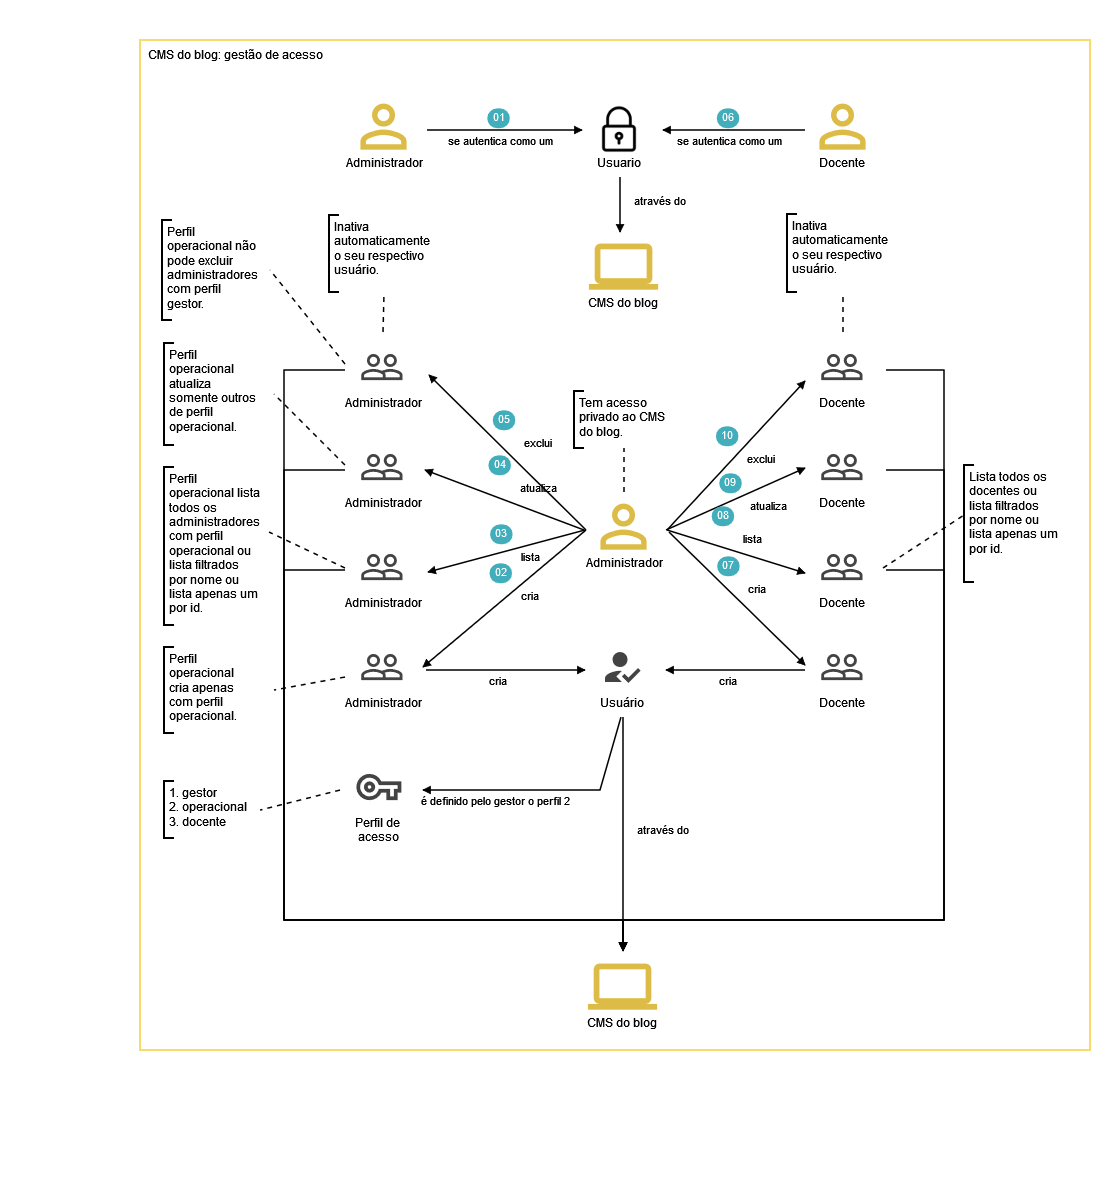 CMS do blog: gestão de acesso
01
se autentica como um
06
se autentica como um
Administrador
Usuario
Docente
através do
CMS do blog
Perfil
operacional não
pode excluir
administradores
com perfil
gestor.
Inativa
automaticamente
o seu respectivo
usuário.
Inativa
automaticamente
o seu respectivo
usuário.
Perfil
operacional
atualiza
somente outros
de perfil
operacional.
Administrador
Docente
Tem acesso
privado ao CMS
do blog.
05
exclui
10
exclui
04
atualiza
09
atualiza
Administrador
Docente
Perfil
operacional lista
todos os
administradores
com perfil
operacional ou
lista filtrados
por nome ou
lista apenas um
por id.
Lista todos os
docentes ou
lista filtrados
por nome ou
lista apenas um
por id.
03
lista
08
lista
Administrador
02
cria
07
cria
Administrador
Docente
Perfil
operacional
cria apenas
com perfil
operacional.
cria
cria
Administrador
Usuário
Docente
1. gestor
2. operacional
3. docente
é definido pelo gestor o perfil 2
Perfil de
acesso
através do
CMS do blog